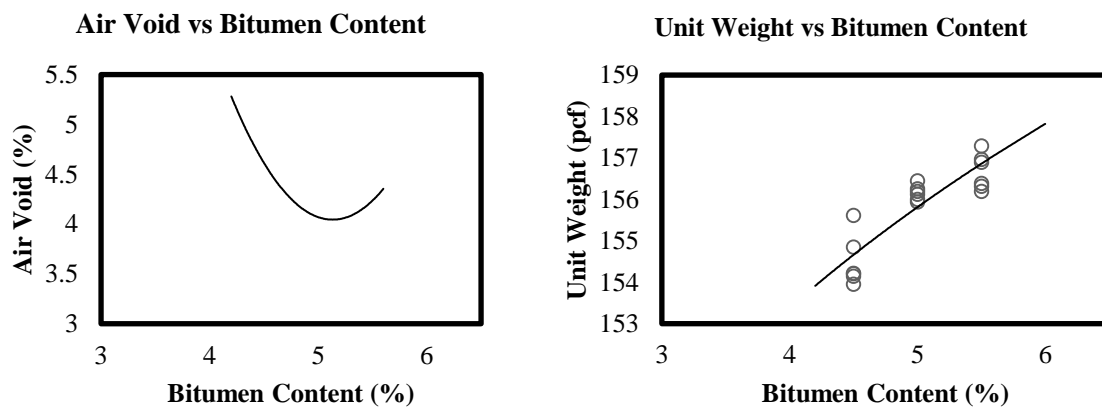 Air Void vs Bitumen Content
5.5
5
4.5
4
3.5
3
3 4 5 6
Air Void (%)
Bitumen Content (%)
Unit Weight vs Bitumen Content
159
158
157
156
155
154
153
3 4 5 6
Unit Weight (pcf)
Bitumen Content (%)